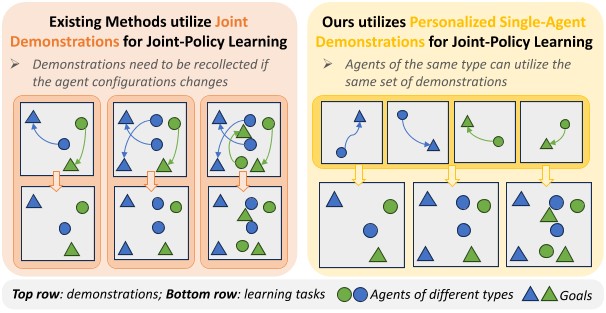 Existing Methods utilize Joint
Demonstrations for Joint-Policy Learning
➢ Demonstrations need to be recollected if
the agent configurations changes
Ours utilizes Personalized Single-Agent
Demonstrations for Joint-Policy Learning
➢ Agents of the same type can utilize the
same set of demonstrations
Top row: demonstrations; Bottom row: learning tasks
Agents of different types
Goals